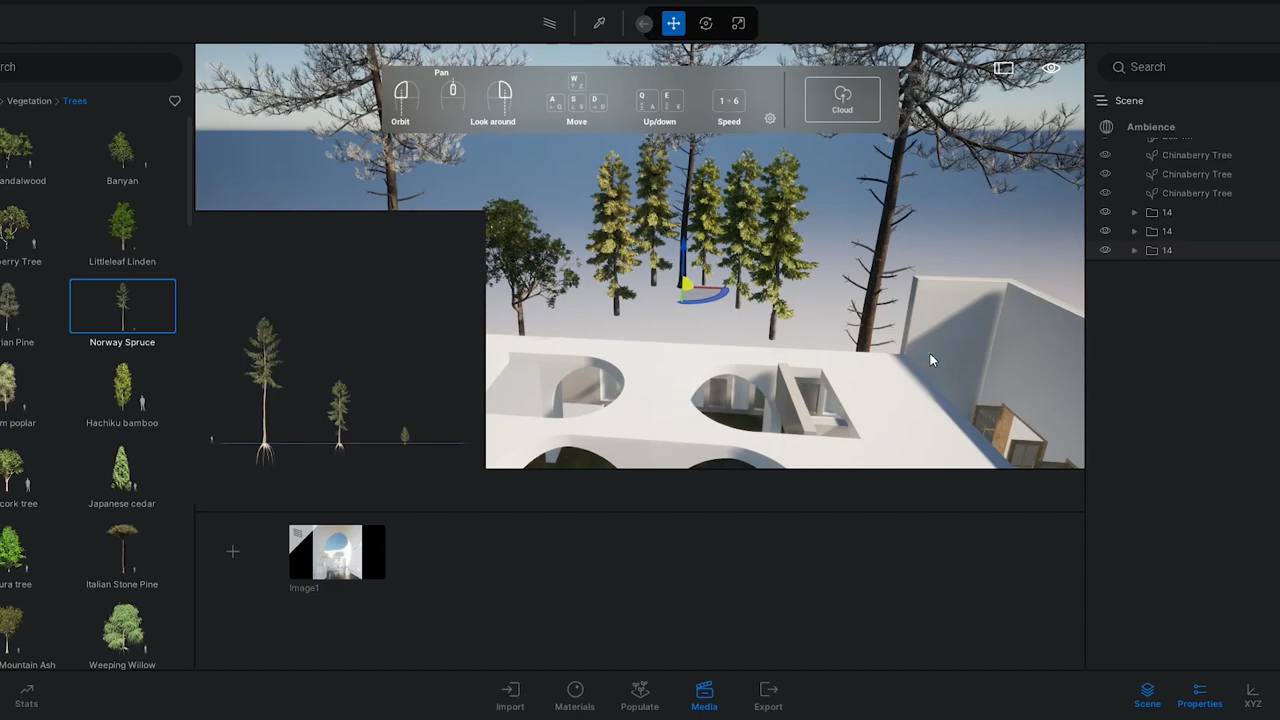 rch
Vegetation > Trees
andalwood
Banyan
berry Tree
Littleleaf Linden
rian Pine
Norway Spruce
m poplar
Hachiku bamboo
cork tree
Japanese cedar
ura tree
Italian Stone Pine
Mountain Ash
Weeping Willow
Stats
Orbit
Pan
Look around
W
A
S
D
Move
Q
E
Up/down
1→6
Speed
Cloud
Image1
Import
Materials
Populate
Media
Export
Search
Scene
Ambience
Chinaberry Tree
Chinaberry Tree
Chinaberry Tree
14
14
14
Scene
Properties
XYZ